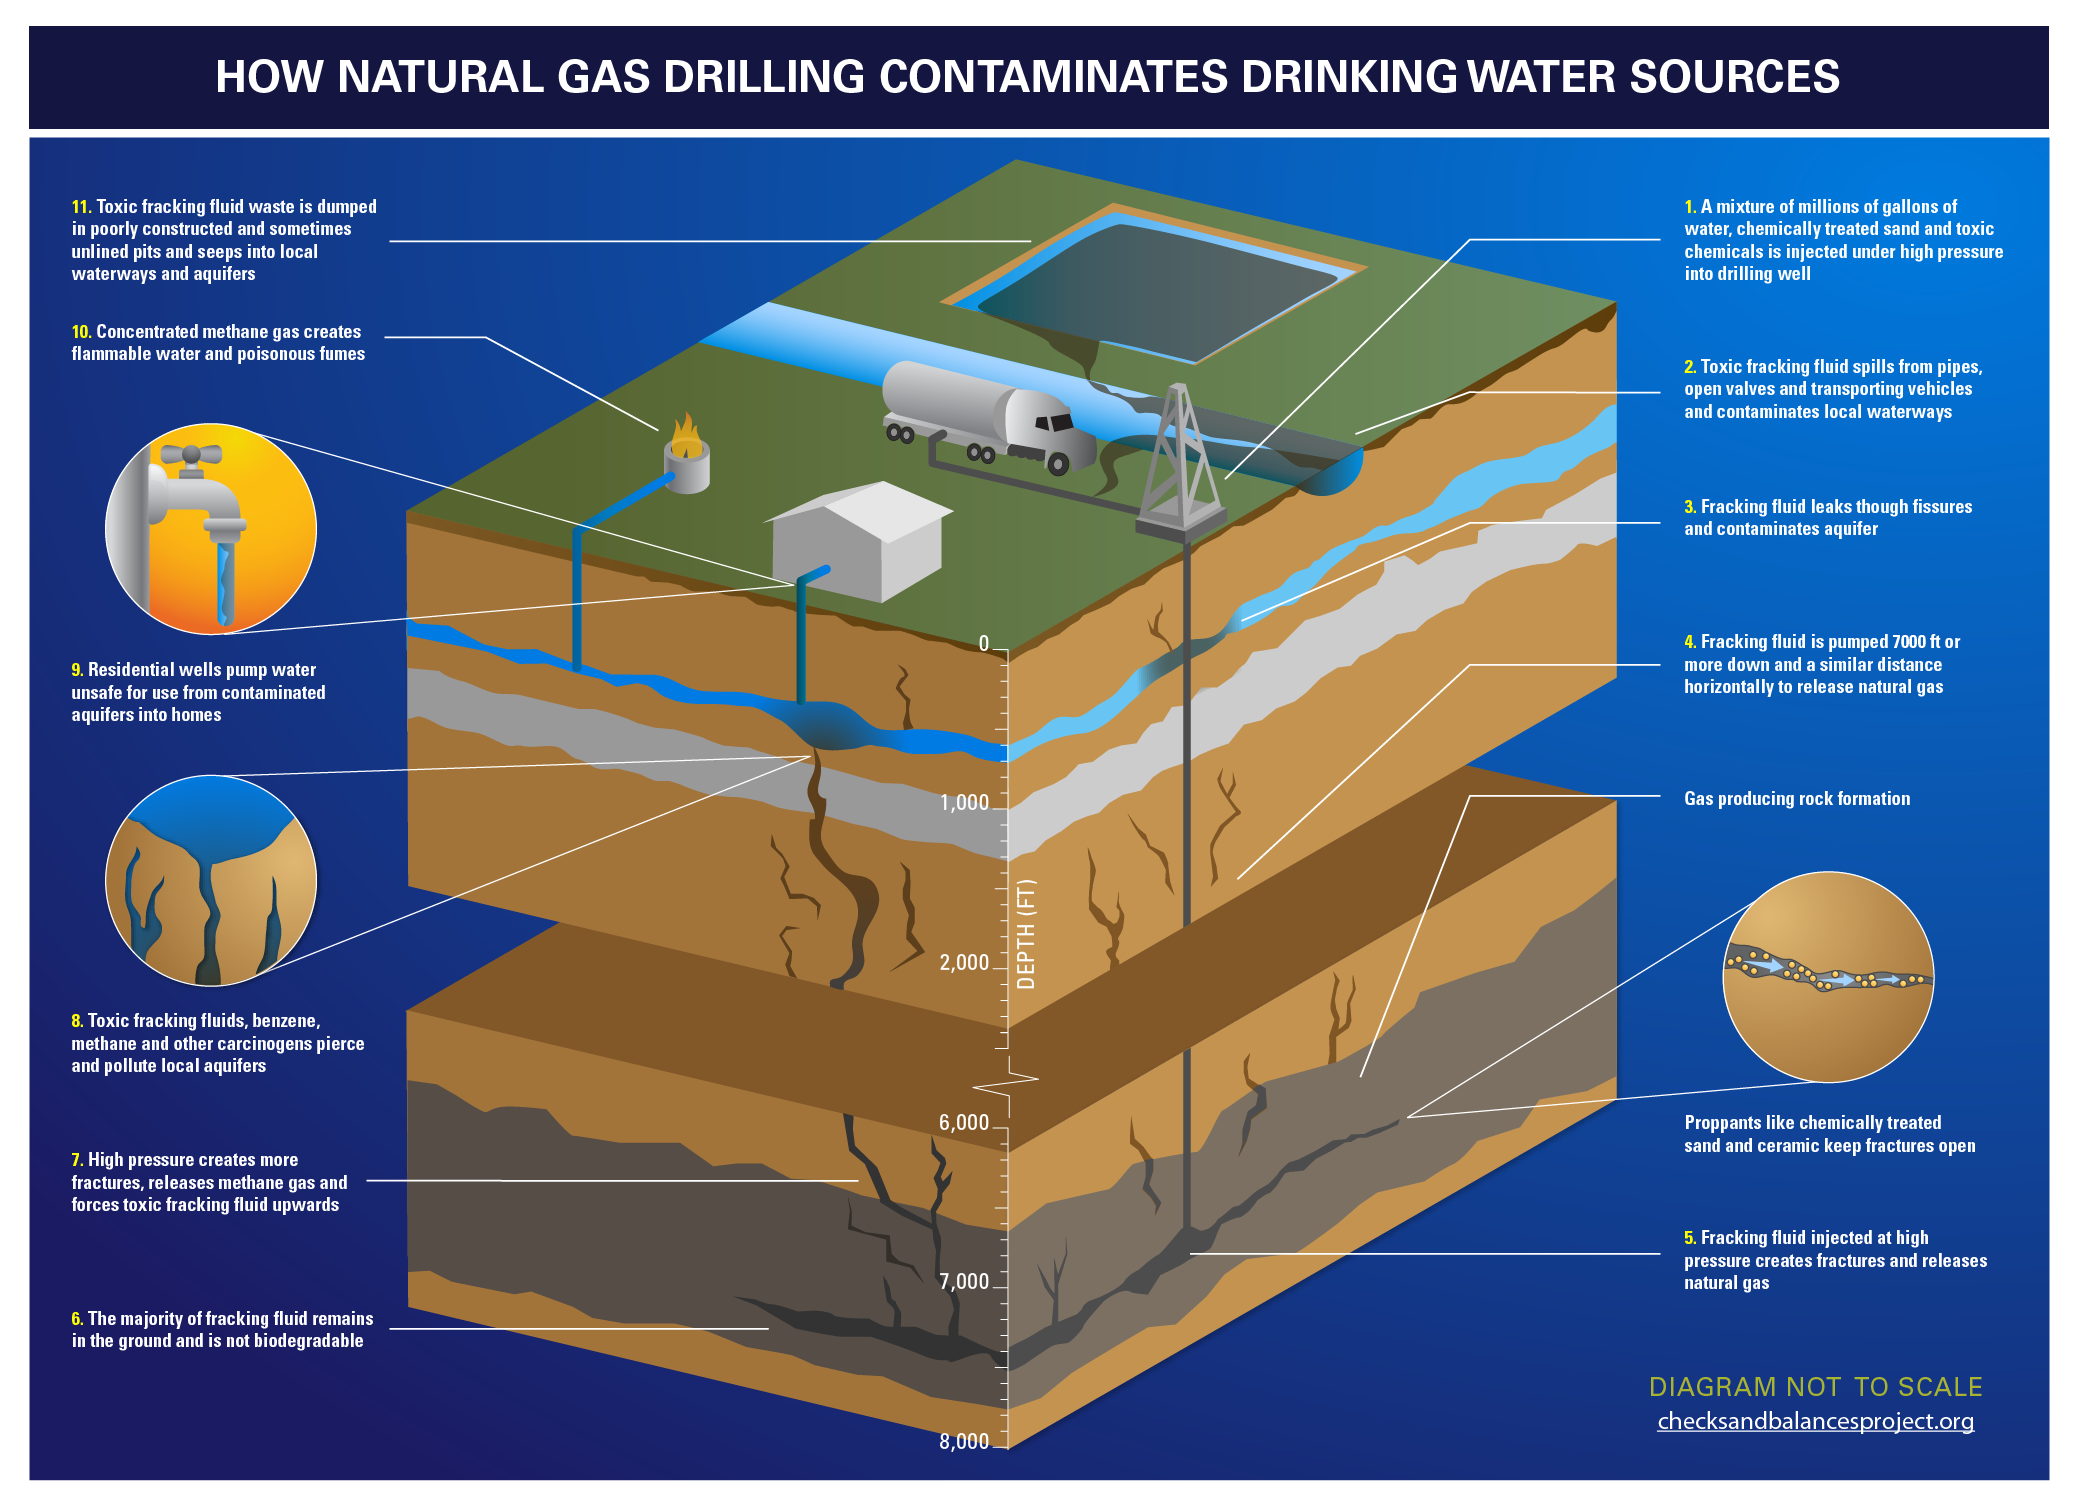 HOW NATURAL GAS DRILLING CONTAMINATES DRINKING WATER SOURCES
11. Toxic fracking fluid waste is dumped
in poorly constructed and sometimes
unlined pits and seeps into local
waterways and aquifers
10. Concentrated methane gas creates
flammable water and poisonous fumes
9. Residential wells pump water
unsafe for use from contaminated
aquifers into homes
8. Toxic fracking fluids, benzene,
methane and other carcinogens pierce
and pollute local aquifers
7. High pressure creates more
fractures, releases methane gas and
forces toxic fracking fluid upwards
6. The majority of fracking fluid remains
in the ground and is not biodegradable
0
1,000
2,000
DEPTH (FT)
6,000
7,000
8,000
1. A mixture of millions of gallons of
water, chemically treated sand and toxic
chemicals is injected under high pressure
into drilling well
2. Toxic fracking fluid spills from pipes,
open valves and transporting vehicles
and contaminates local waterways
3. Fracking fluid leaks though fissures
and contaminates aquifer
4. Fracking fluid is pumped 7000 ft or
more down and a similar distance
horizontally to release natural gas
Gas producing rock formation
Proppants like chemically treated
sand and ceramic keep fractures open
5. Fracking fluid injected at high
pressure creates fractures and releases
natural gas
DIAGRAM NOT TO SCALE
checksandbalancesproject.org